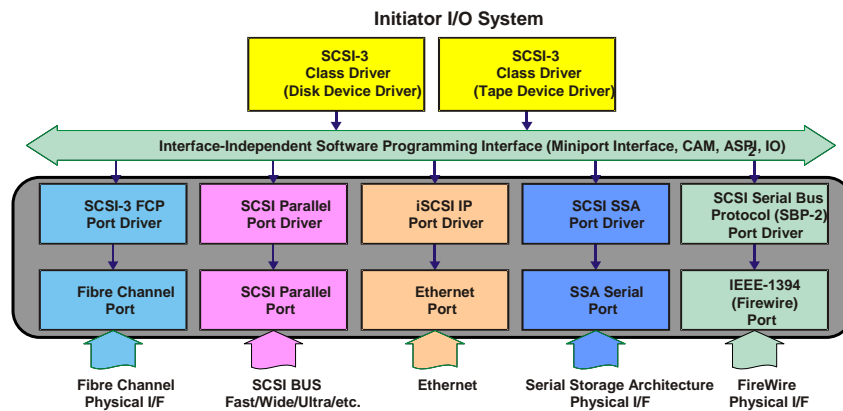 Initiator I/O System
SCSI-3
Class Driver
(Disk Device Driver)
SCSI-3
Class Driver
(Tape Device Driver)
Interface-Independent Software Programming Interface (Miniport Interface, CAM, ASPI, I2O)
SCSI-3 FCP
Port Driver
SCSI Parallel
Port Driver
iSCSI IP
Port Driver
SCSI SSA
Port Driver
SCSI Serial Bus
Protocol (SBP-2)
Port Driver
Fibre Channel
Port
SCSI Parallel
Port
Ethernet
Port
SSA Serial
Port
IEEE-1394
(Firewire)
Port
Fibre Channel
Physical I/F
SCSI BUS
Fast/Wide/Ultra/etc.
Ethernet
Serial Storage Architecture
Physical I/F
FireWire
Physical I/F